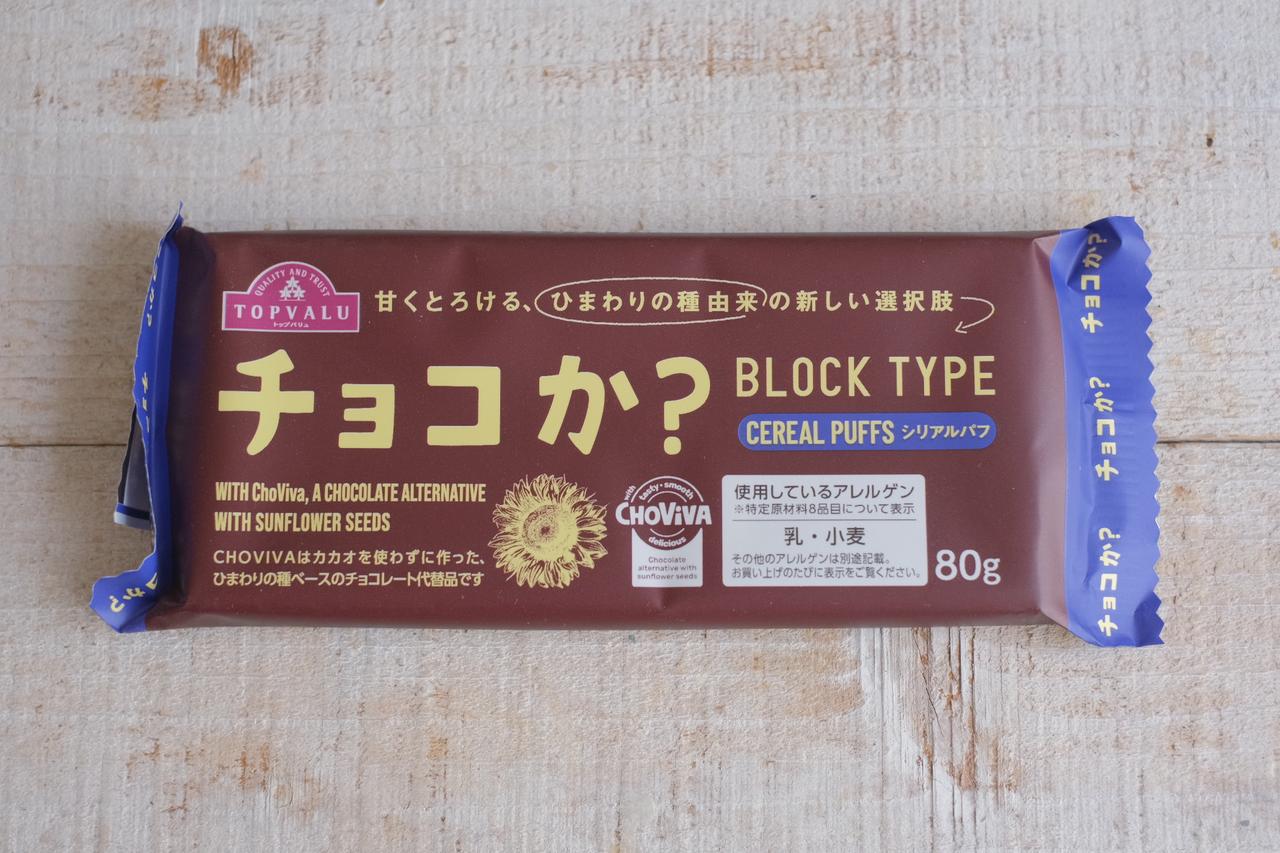 QUALITY AND TRUST
TOPVALU
トップバリュ
甘くとろける、ひまわりの種由来の新しい選択肢
チョコか?
BLOCK TYPE
CEREAL PUFFS シリアルパフ
WITH ChoViva, A CHOCOLATE ALTERNATIVE
WITH SUNFLOWER SEEDS
CHOVIVAはカカオを使わずに作った、
ひまわりの種ベースのチョコレート代替品です
with
tasty・smooth
CHOViVA
delicious
Chocolate
alternative with
sunflower seeds
使用しているアレルゲン
※特定原材料8品目について表示
乳・小麦
その他のアレルゲンは別途記載。
お買い上げのたびに表示をご覧ください。
80g
チョコか?
チョコか?
チョコか?